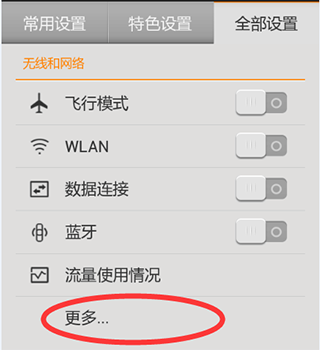 常用设置 特色设置 全部设置
无线和网络
飞行模式
WLAN
数据连接
蓝牙
流量使用情况
更多...